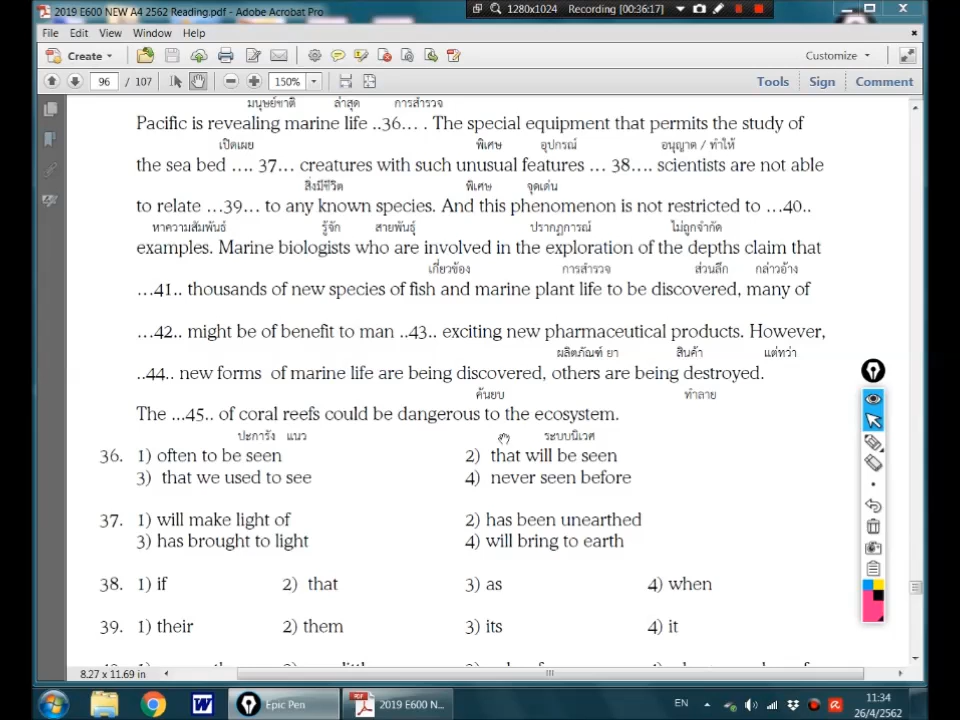 2019 E600 NEW A4 2562 Reading.pdf - Adobe Acrobat Pro
1280x1024 Recording [00:36:17]
File Edit View Window Help
Create
Customize
96 / 107
150%
Tools Sign Comment
มนุษย์ชาติ ล่าสุด การสำรวจ
Pacific is revealing marine life ..36... . The special equipment that permits the study of
เปิดเผย พิเศษ อุปกรณ์ อนุญาต / ทำให้
the sea bed .... 37... creatures with such unusual features ... 38.... scientists are not able
สิ่งมีชีวิต พิเศษ จุดเด่น
to relate ...39... to any known species. And this phenomenon is not restricted to ...40..
หาความสัมพันธ์ รู้จัก สายพันธุ์ ปรากฏการณ์ ไม่ถูกจำกัด
examples. Marine biologists who are involved in the exploration of the depths claim that
เกี่ยวข้อง การสำรวจ ส่วนลึก กล่าวอ้าง
...41.. thousands of new species of fish and marine plant life to be discovered, many of
...42.. might be of benefit to man ..43.. exciting new pharmaceutical products. However,
ผลิตภัณฑ์ ยา สินค้า แต่ทว่า
..44.. new forms of marine life are being discovered, others are being destroyed.
ค้นยบ ทำลาย
The ...45.. of coral reefs could be dangerous to the ecosystem.
ปะการัง แนว ระบบนิเวศ
36. 1) often to be seen 2) that will be seen
3) that we used to see 4) never seen before
37. 1) will make light of 2) has been unearthed
3) has brought to light 4) will bring to earth
38. 1) if 2) that 3) as 4) when
39. 1) their 2) them 3) its 4) it
8.27 x 11.69 in
Epic Pen
2019 E600 N...
EN
11:34
26/4/2562